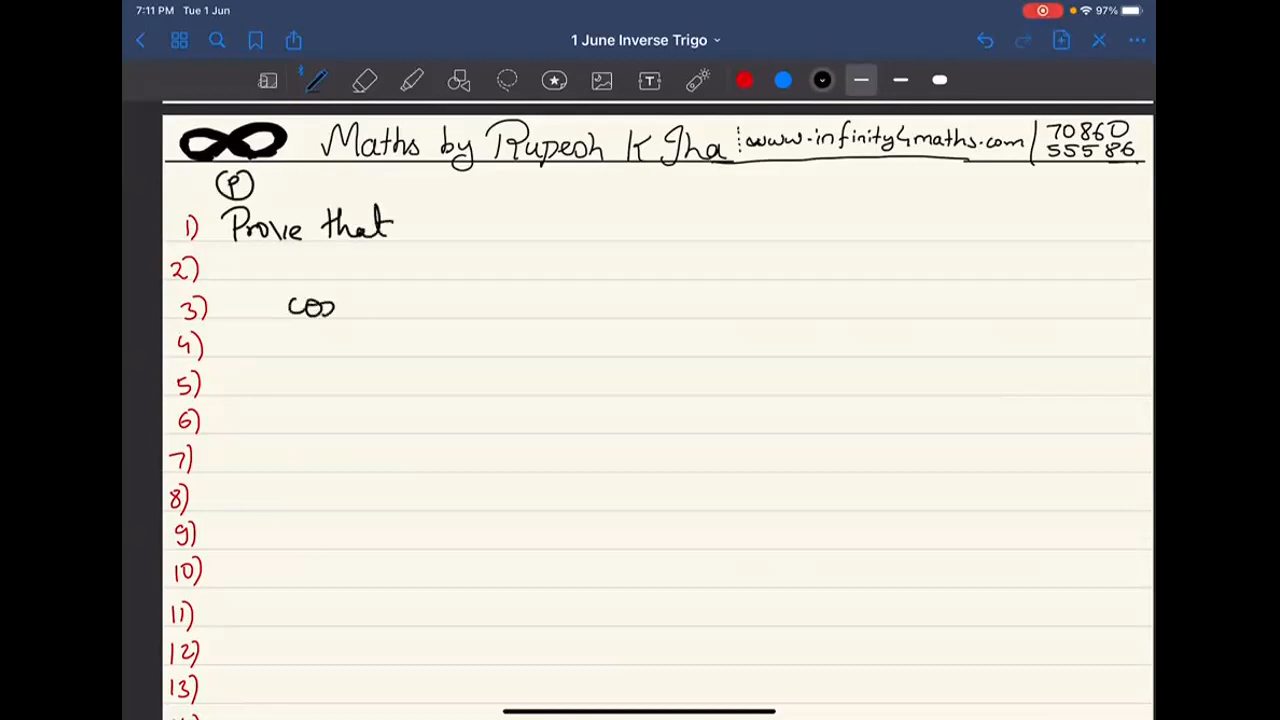 7:11 PM Tue 1 Jun 97%
1 June Inverse Trigo
Maths by Rupesh K Jha www.infinity4maths.com 70860 55586
P
1) Prove that
2)
3) cos
4)
5)
6)
7)
8)
9)
10)
11)
12)
13)